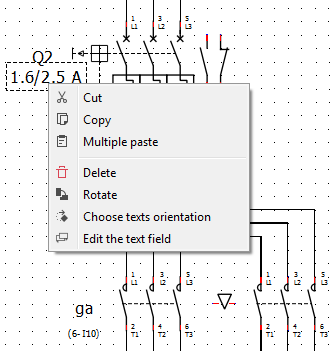 1 3 5
L1 L2 L3
Q2
1.6/2.5 A
Cut
Copy
Multiple paste
Delete
Rotate
Choose texts orientation
Edit the text field
1 3 5 1 3 5
L1 L2 L3 L1 L2 L3
ga
(6-I10)
2 4 6 2 4 6
T1 T2 T3 T1 T2 T3